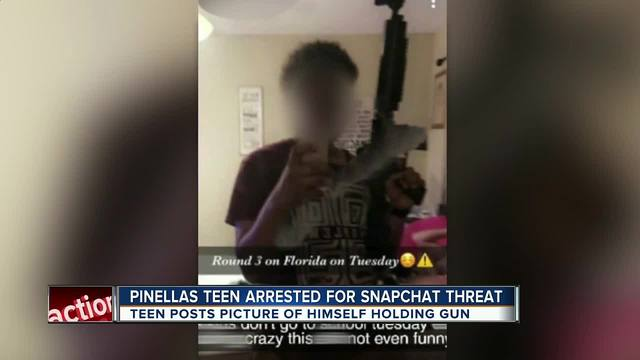 Round 3 on Florida on Tuesday☺️⚠️
don't go to school tuesday
crazy this not even funny
PINELLAS TEEN ARRESTED FOR SNAPCHAT THREAT
action
TEEN POSTS PICTURE OF HIMSELF HOLDING GUN